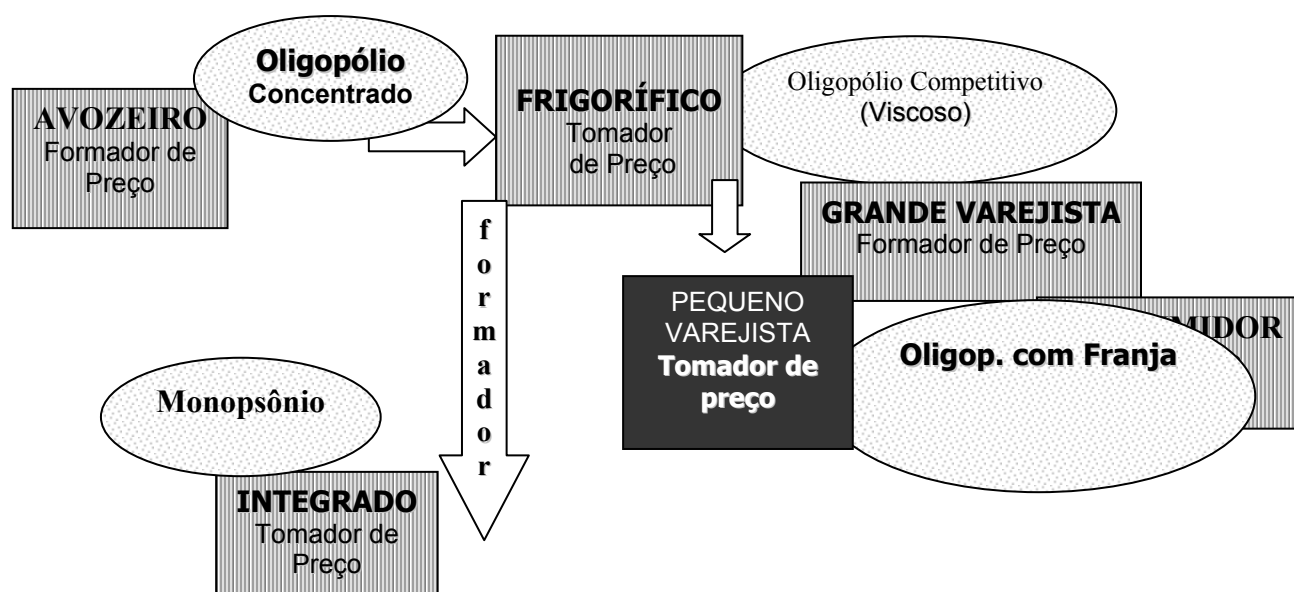 Oligopólio
Concentrado
AVOZEIRO
Formador de
Preço
FRIGORÍFICO
Tomador
de Preço
Oligopólio Competitivo
(Viscoso)
GRANDE VAREJISTA
Formador de Preço
f
o
r
m
a
d
o
r
PEQUENO
VAREJISTA
Tomador de
preço
MIDOR
Oligop. com Franja
Monopsônio
INTEGRADO
Tomador de
Preço